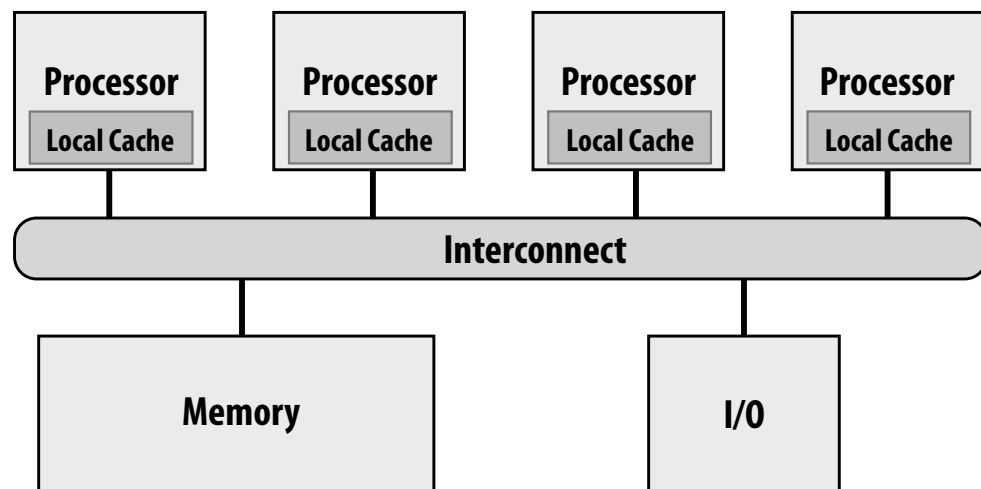 Processor Processor Processor Processor
Local Cache Local Cache Local Cache Local Cache
Interconnect
Memory I/O